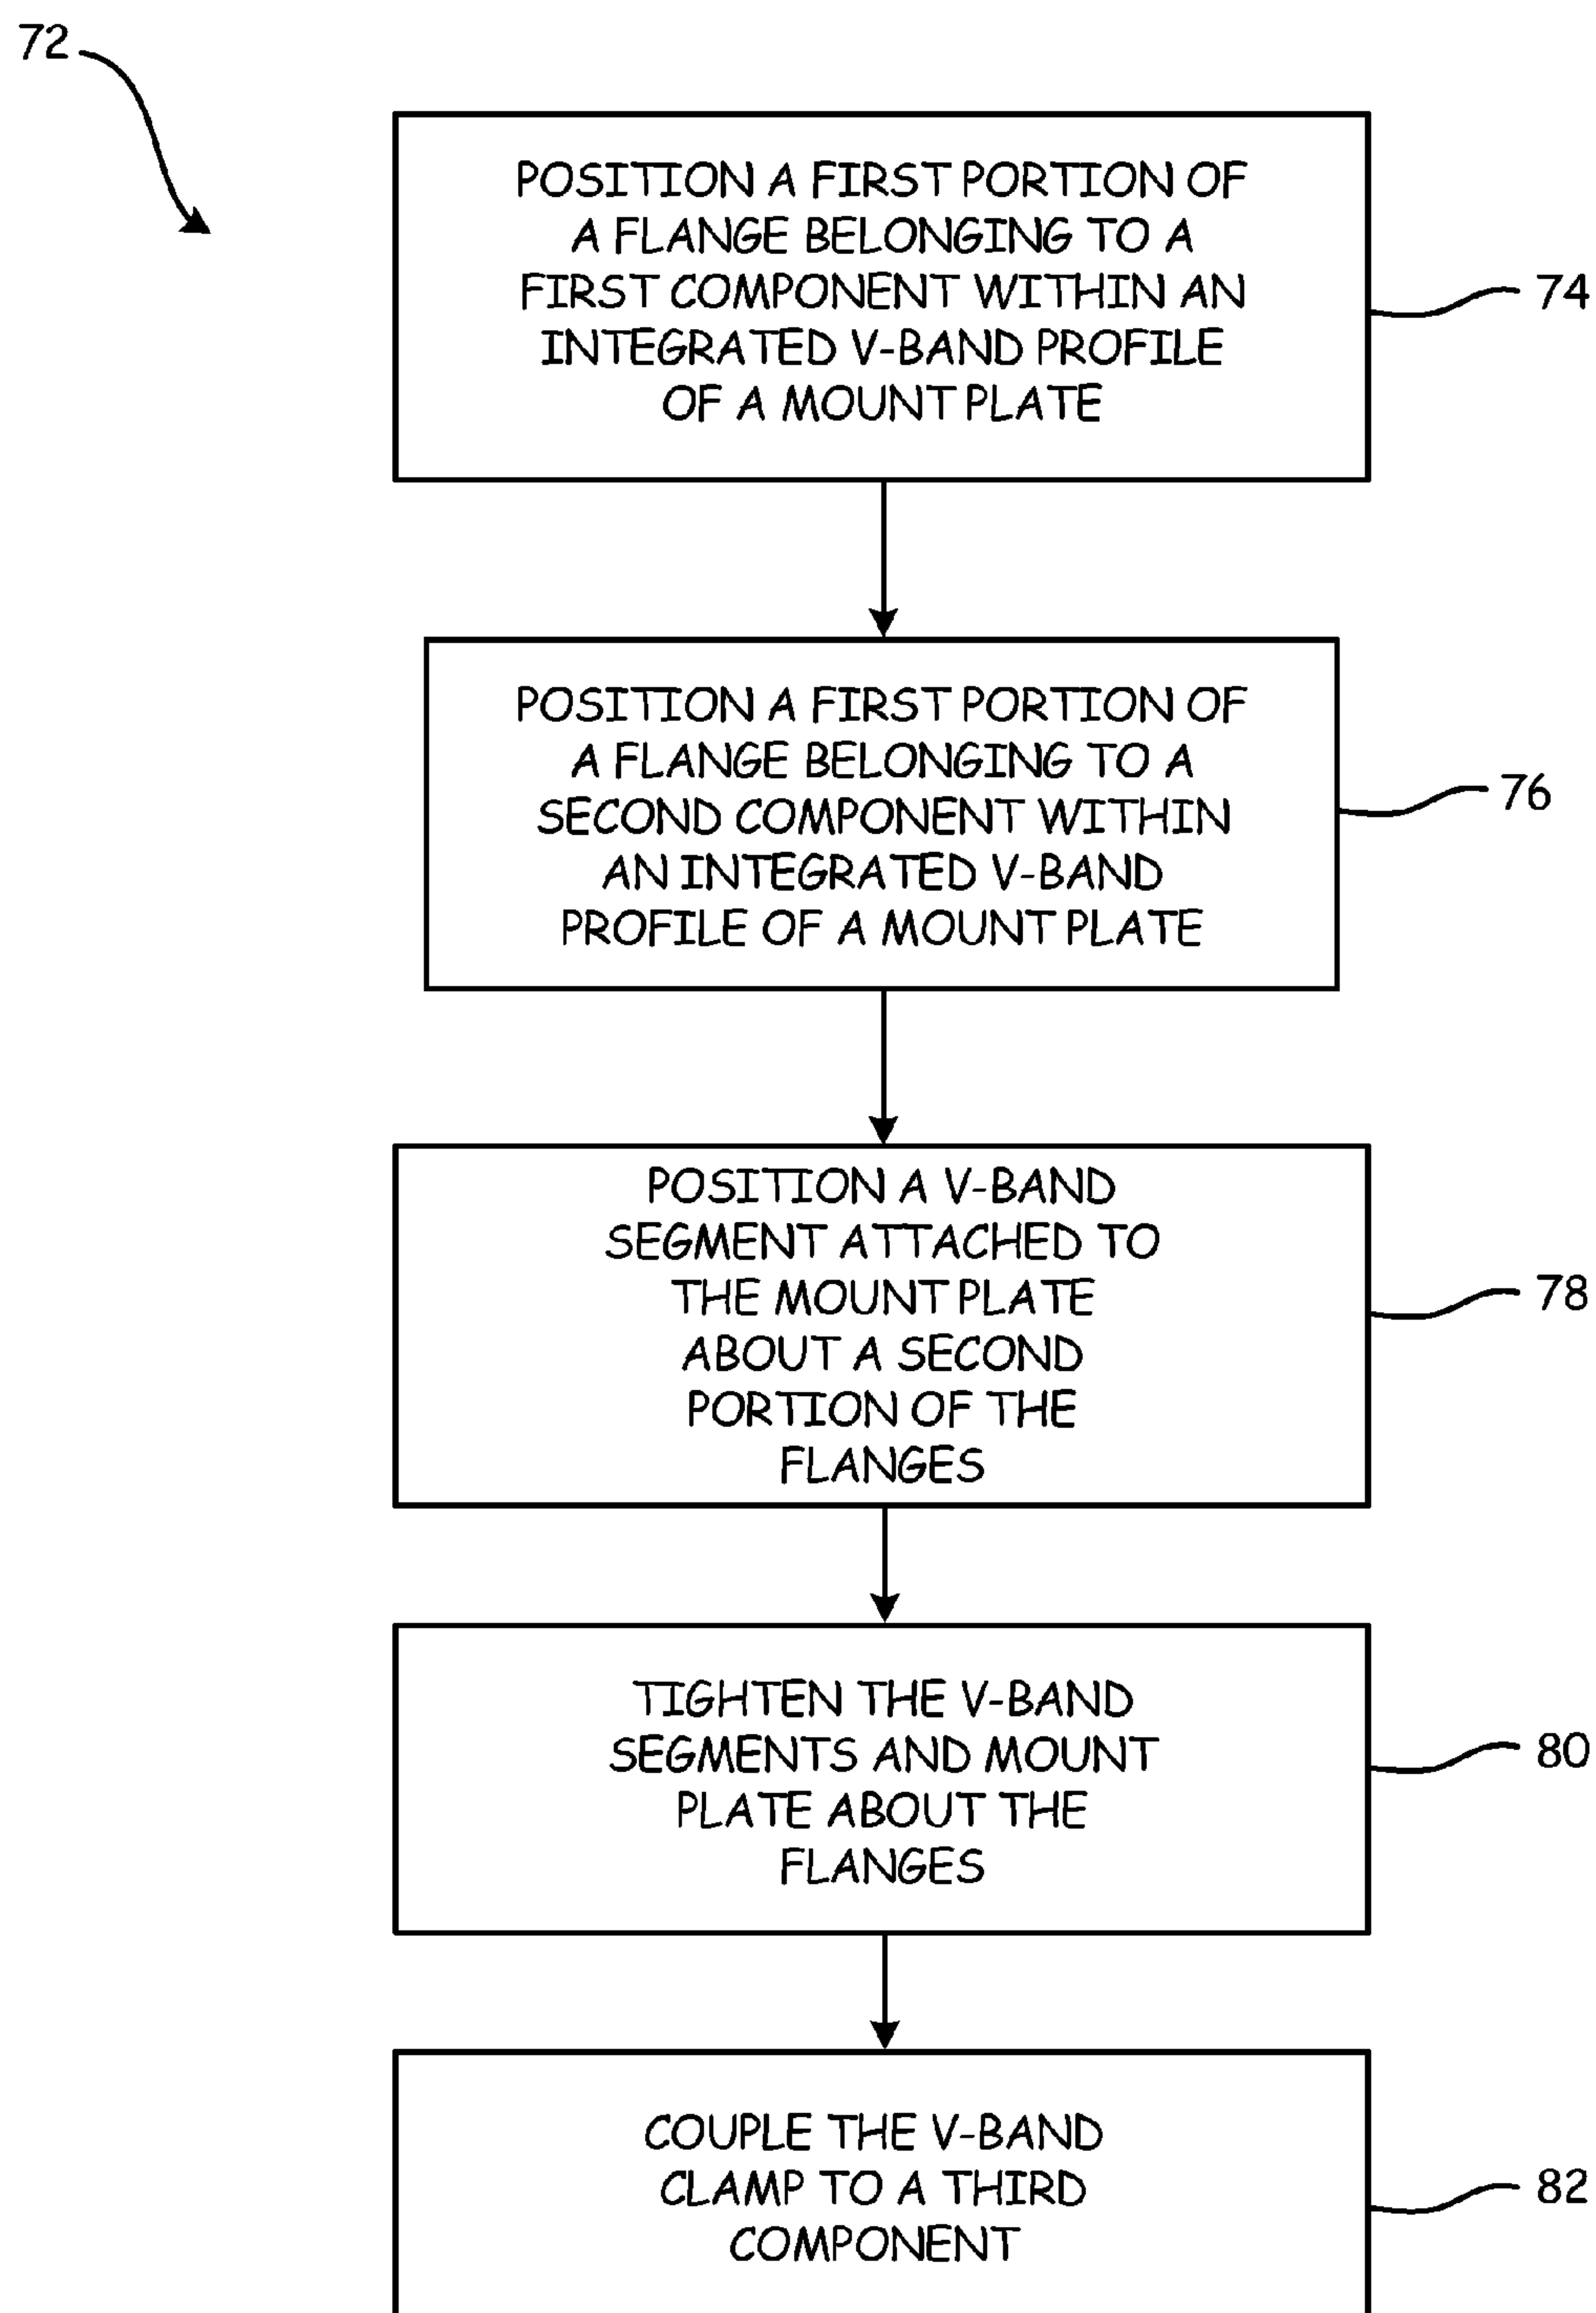 72
POSITION A FIRST PORTION OF
A FLANGE BELONGING TO A
FIRST COMPONENT WITHIN AN
INTEGRATED V-BAND PROFILE
OF A MOUNT PLATE
74
POSITION A FIRST PORTION OF
A FLANGE BELONGING TO A
SECOND COMPONENT WITHIN
AN INTEGRATED V-BAND
PROFILE OF A MOUNT PLATE
76
POSITION A V-BAND
SEGMENT ATTACHED TO
THE MOUNT PLATE
ABOUT A SECOND
PORTION OF THE
FLANGES
78
TIGHTEN THE V-BAND
SEGMENTS AND MOUNT
PLATE ABOUT THE
FLANGES
80
COUPLE THE V-BAND
CLAMP TO A THIRD
COMPONENT
82